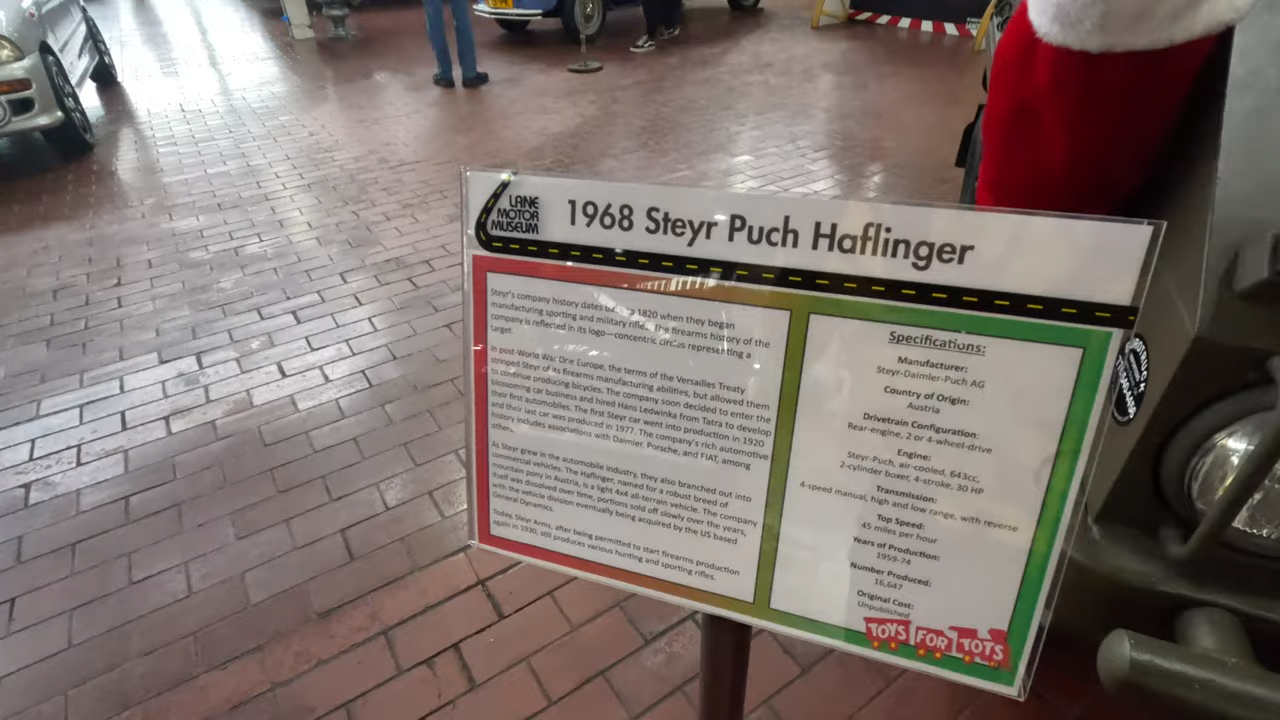 LANE
MOTOR
MUSEUM
1968 Steyr Puch Haflinger
Steyr's company history dates to 1820 when they began
manufacturing sporting and military rifles. The firearms history of the
company is reflected in its logo—concentric circles representing a
target.
In post-World War One Europe, the terms of the Versailles Treaty
stripped Steyr of its firearms manufacturing abilities, but allowed them
to continue producing bicycles. The company soon decided to enter the
blossoming car business and hired Hans Ledwinka from Tatra to develop
their first automobiles. The first Steyr car went into production in 1920
and their last car was produced in 1977. The company's rich automotive
history includes associations with Daimler, Porsche, and FIAT, among
others.
As Steyr grew in the automobile industry, they also branched out into
commercial vehicles. The Haflinger, named for a robust breed of
mountain pony in Austria, is a light 4x4 all-terrain vehicle. The company
itself was dissolved over time, portions sold off slowly over the years,
with the vehicle division eventually being acquired by the US based
General Dynamics.
Today, Steyr Arms, after being permitted to start firearms production
again in 1930, still produces various hunting and sporting rifles.
Specifications:
Manufacturer:
Steyr-Daimler-Puch AG
Country of Origin:
Austria
Drivetrain Configuration:
Rear-engine, 2 or 4-wheel-drive
Engine:
Steyr-Puch, air-cooled, 643cc,
2-cylinder boxer, 4-stroke, 30 HP
Transmission:
4-speed manual, high and low range, with reverse
Top Speed:
45 miles per hour
Years of Production:
1959-74
Number Produced:
16,647
Original Cost:
Unpublished
TOYS FOR TOTS